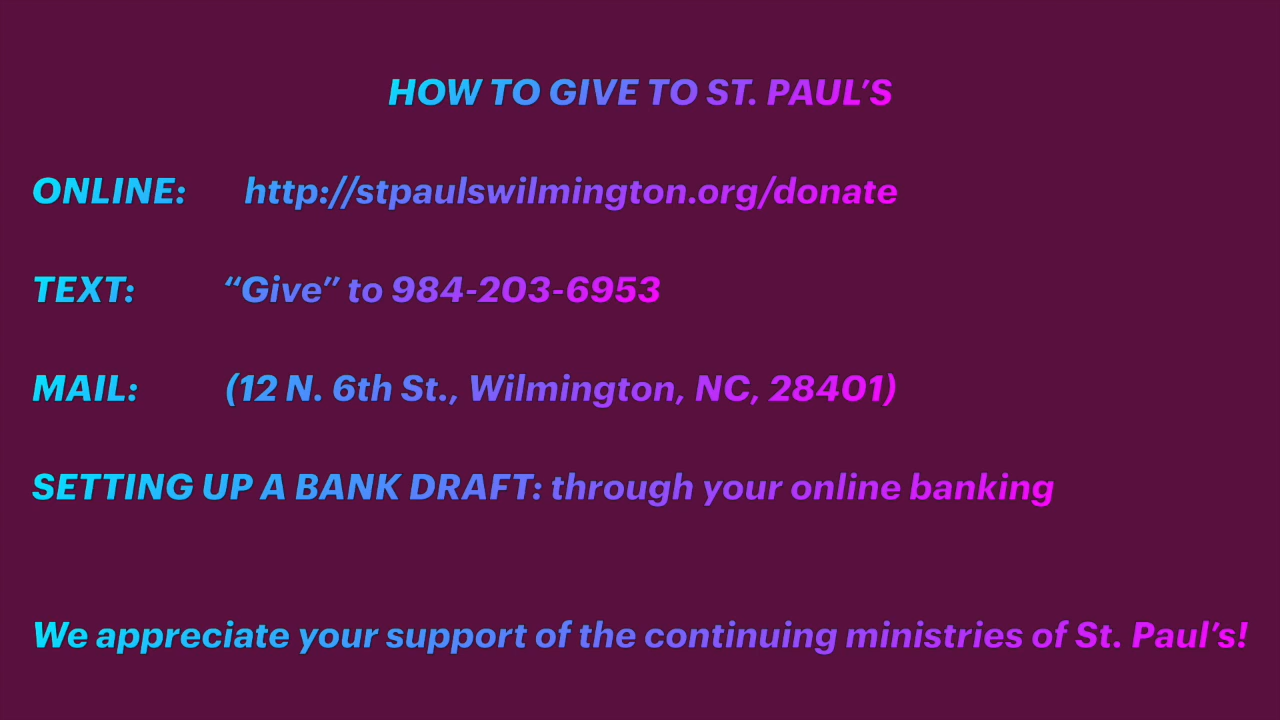 HOW TO GIVE TO ST. PAUL’S
ONLINE: http://stpaulswilmington.org/donate
TEXT: “Give” to 984-203-6953
MAIL: (12 N. 6th St., Wilmington, NC, 28401)
SETTING UP A BANK DRAFT: through your online banking
We appreciate your support of the continuing ministries of St. Paul’s!